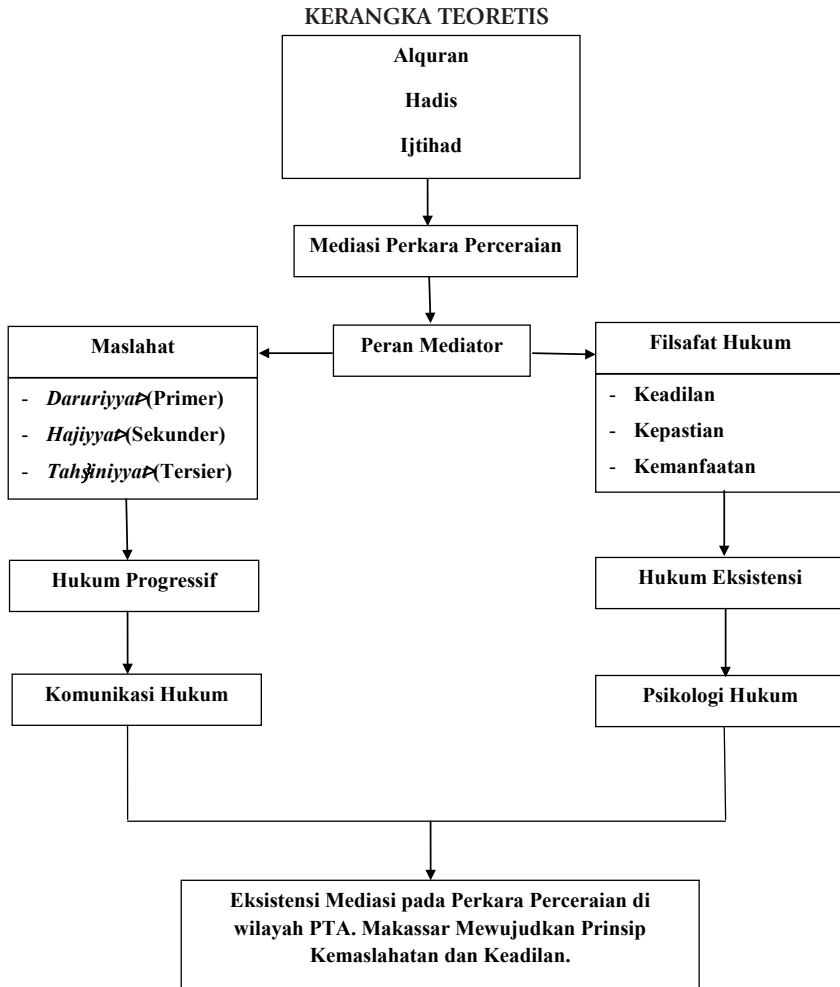 KERANGKA TEORETIS
Alquran
Hadis
Ijtihad
Mediasi Perkara Perceraian
Maslahat
- Daruriyyat (Primer)
- Hajiyyat (Sekunder)
- Tahsiniyyat (Tersier)
Peran Mediator
Filsafat Hukum
- Keadilan
- Kepastian
- Kemanfaatan
Hukum Progressif
Hukum Eksistensi
Komunikasi Hukum
Psikologi Hukum
Eksistensi Mediasi pada Perkara Perceraian di
wilayah PTA. Makassar Mewujudkan Prinsip
Kemaslahatan dan Keadilan.